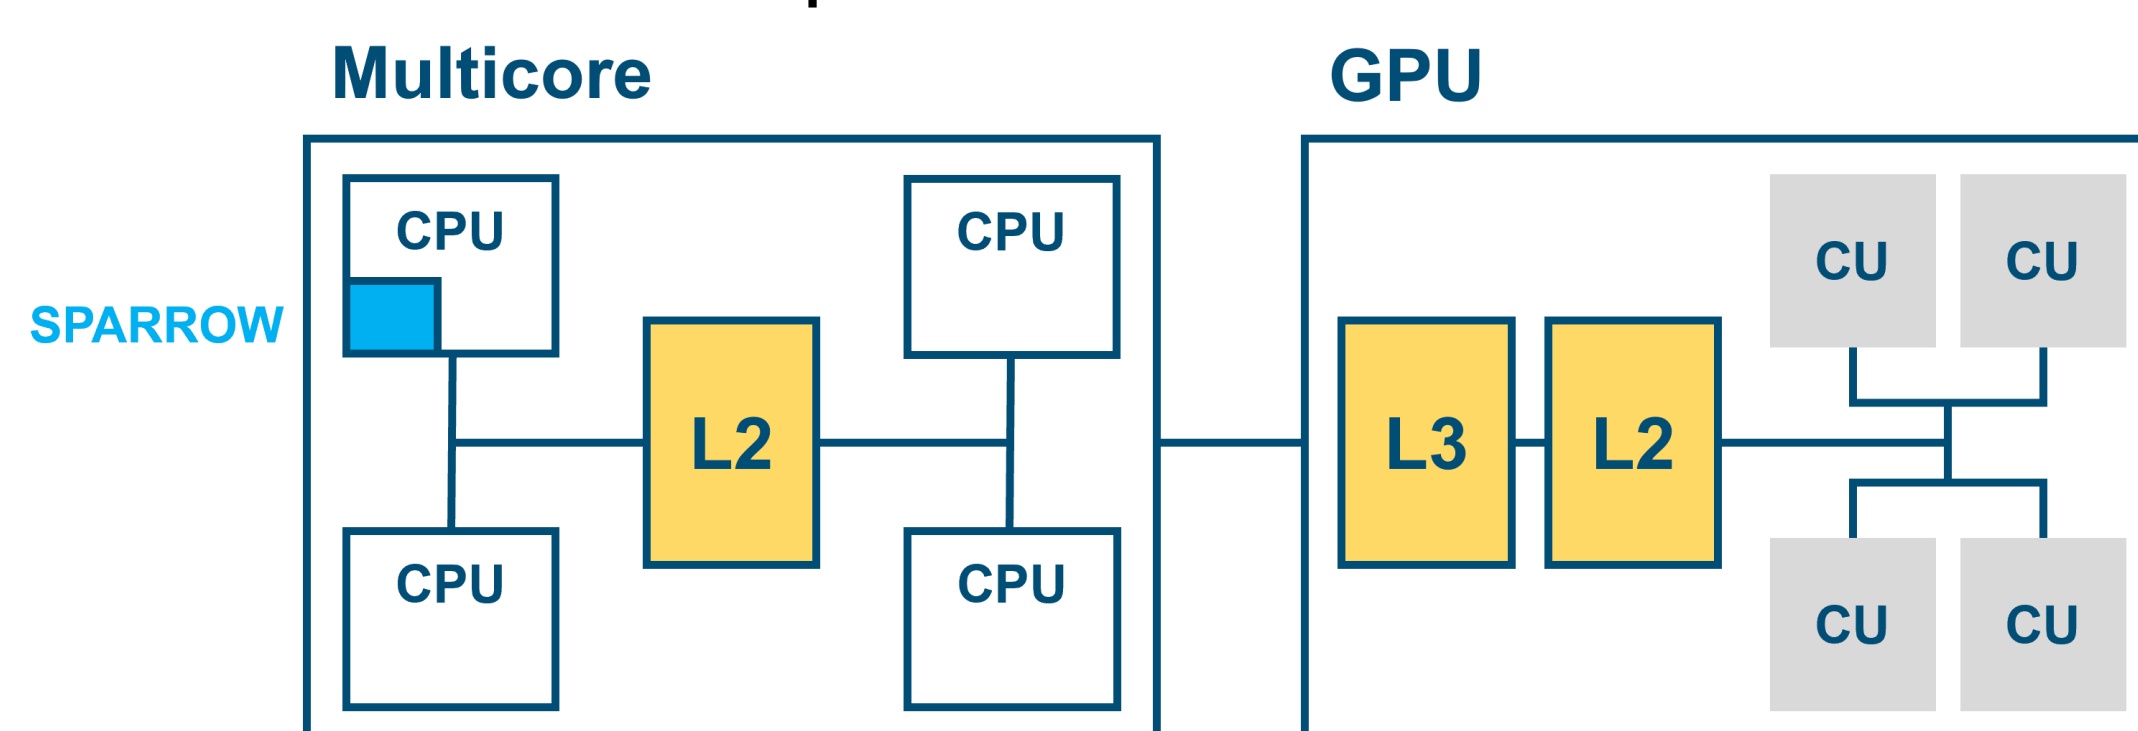 Multicore
GPU
CPU
CPU
CU
CU
SPARROW
L2
L3
L2
CPU
CPU
CU
CU